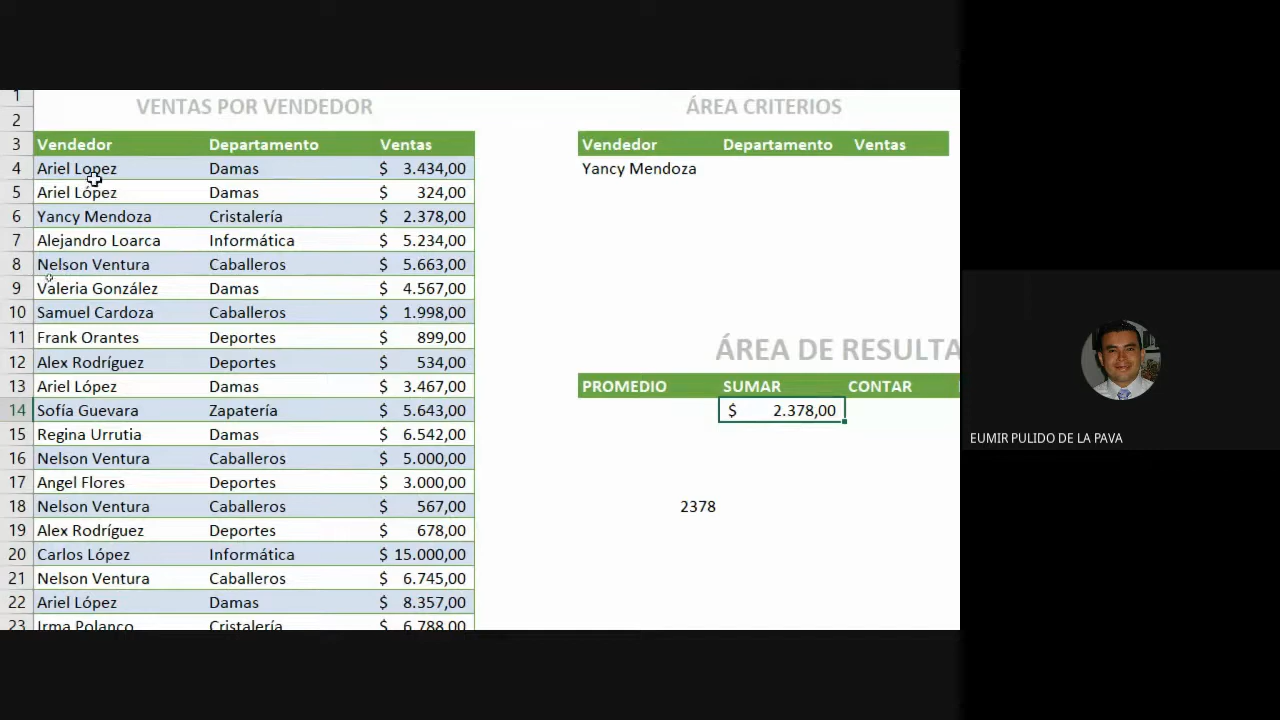 1
VENTAS POR VENDEDOR ÁREA CRITERIOS
2
3 Vendedor Departamento Ventas Vendedor Departamento Ventas
4 Ariel Lopez Damas $ 3.434,00 Yancy Mendoza
5 Ariel López Damas $ 324,00
6 Yancy Mendoza Cristalería $ 2.378,00
7 Alejandro Loarca Informática $ 5.234,00
8 Nelson Ventura Caballeros $ 5.663,00
9 Valeria González Damas $ 4.567,00
10 Samuel Cardoza Caballeros $ 1.998,00
11 Frank Orantes Deportes $ 899,00 ÁREA DE RESULTA
12 Alex Rodríguez Deportes $ 534,00
13 Ariel López Damas $ 3.467,00 PROMEDIO SUMAR CONTAR
14 Sofía Guevara Zapatería $ 5.643,00 $ 2.378,00
15 Regina Urrutia Damas $ 6.542,00
16 Nelson Ventura Caballeros $ 5.000,00
17 Angel Flores Deportes $ 3.000,00
18 Nelson Ventura Caballeros $ 567,00 2378
19 Alex Rodríguez Deportes $ 678,00
20 Carlos López Informática $ 15.000,00
21 Nelson Ventura Caballeros $ 6.745,00
22 Ariel López Damas $ 8.357,00
23 Irma Polanco Cristalería $ 6.788,00
EUMIR PULIDO DE LA PAVA